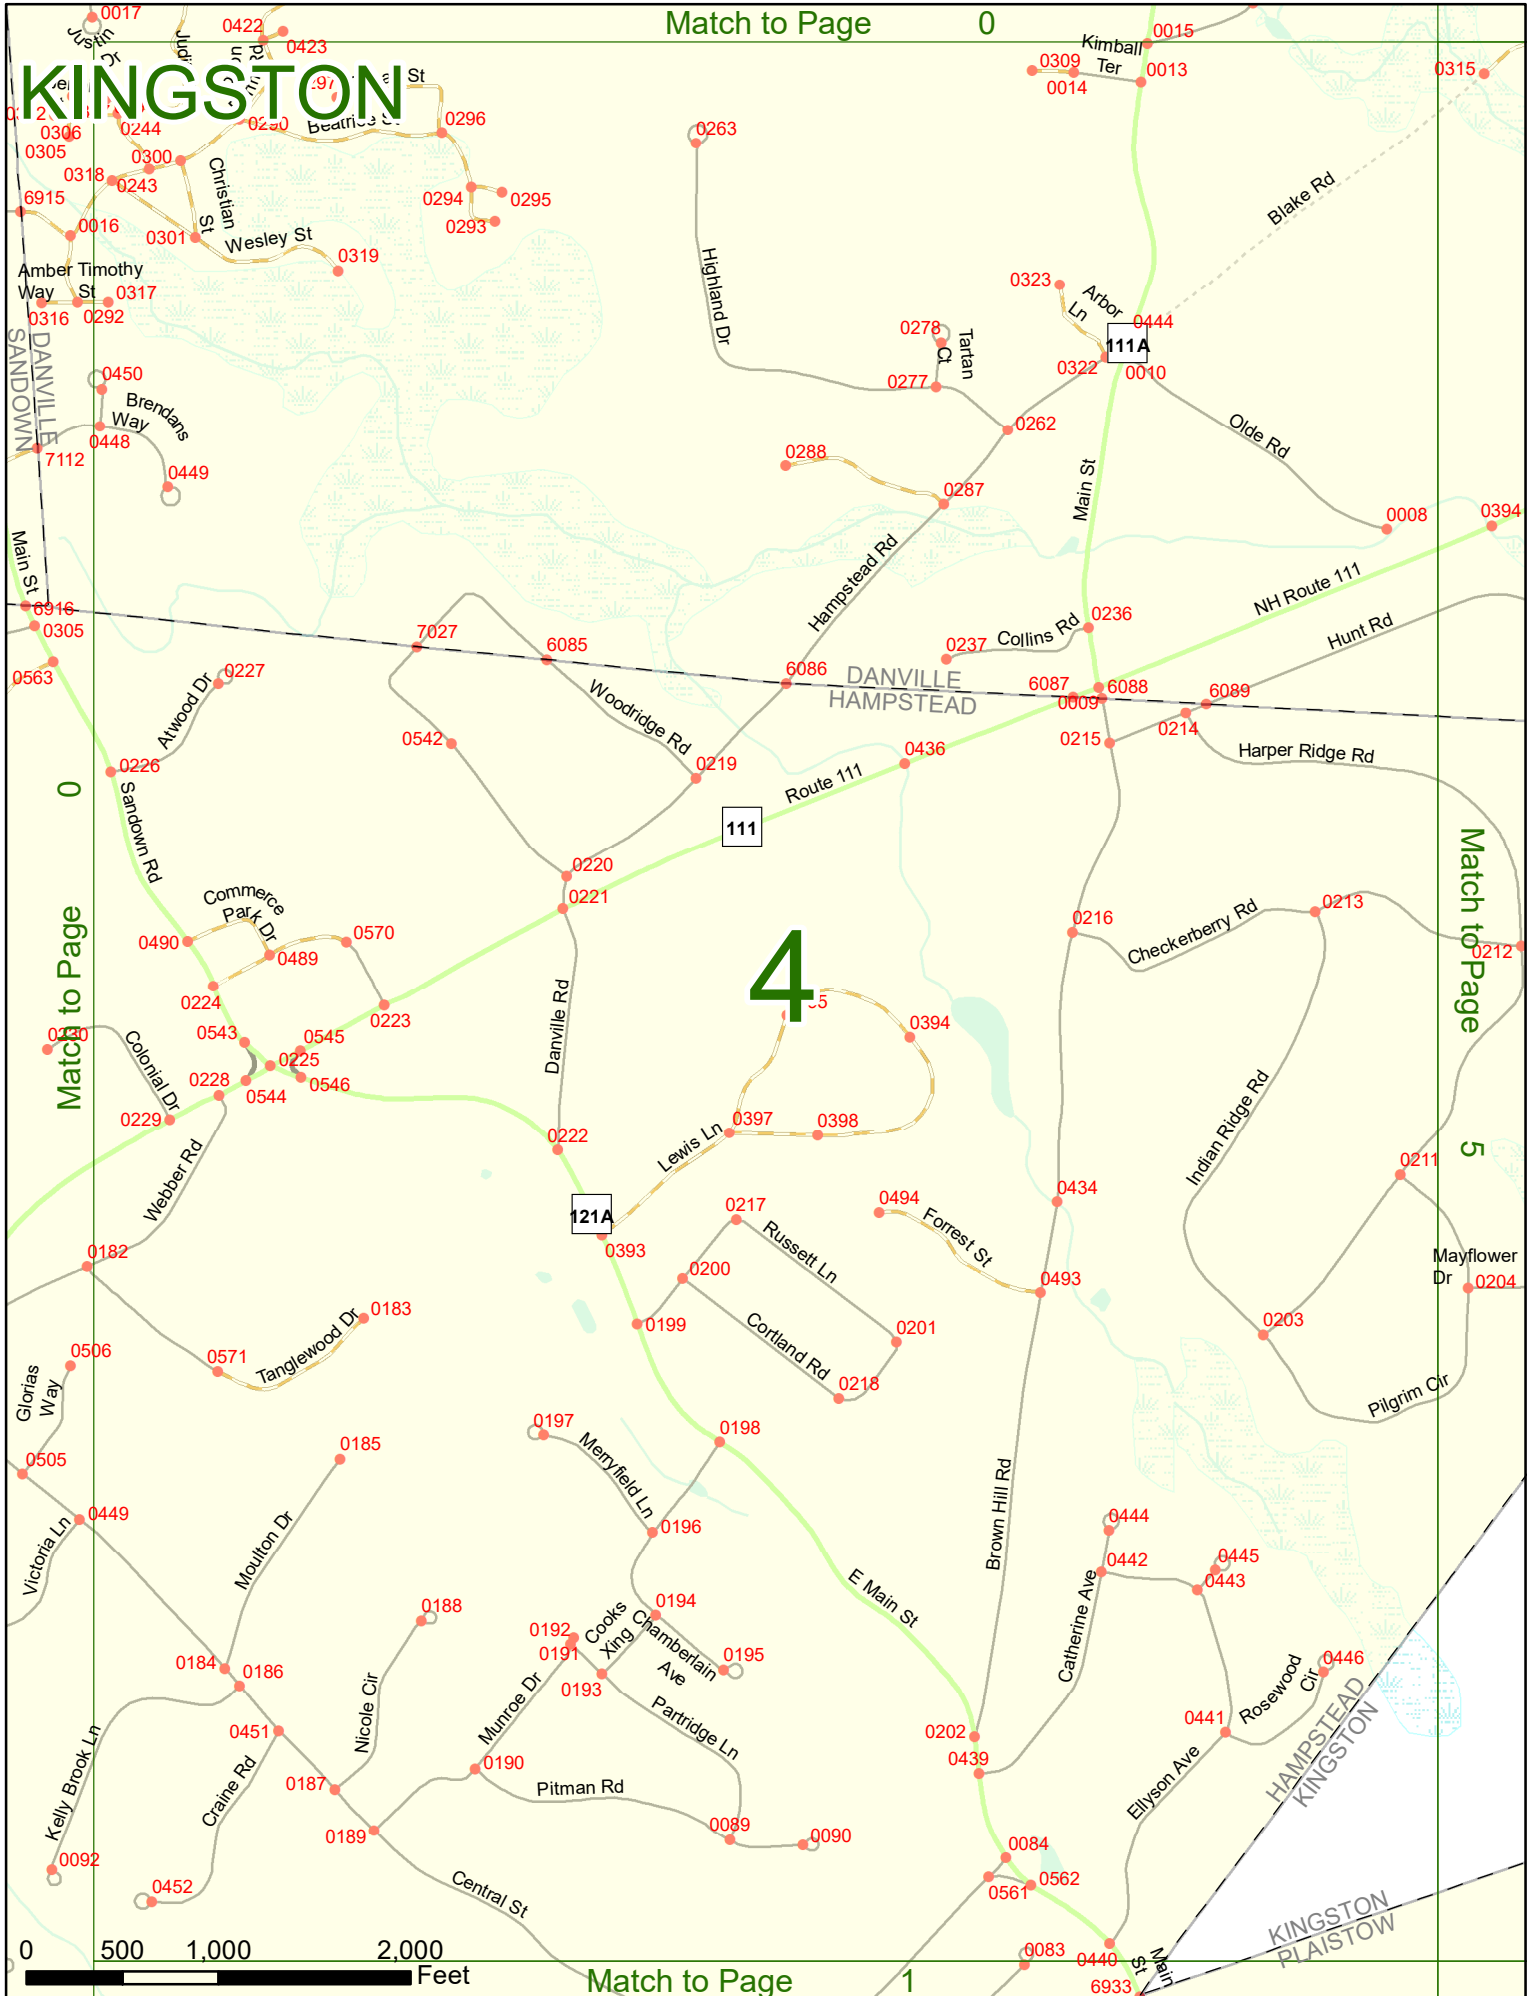 Match to Page 0
KINGSTON
0017
Justin
Dr
0422
0423
0015
Kimball
Ter
0309
0014
0013
0315
0306
0305
0244
0290
Beatrice St
0296
0263
0300
0318
0243
Christian
St
0294
0295
0293
6915
0016
0301
Wesley St
0319
Blake Rd
Amber
Way
Timothy
St
0317
0316
0292
Highland Dr
0323
Arbor
Ln
0444
111A
0322
0010
0278
Tartan
Ct
0277
SANDOWN
DANVILLE
0450
Brendans
Way
0448
7112
0449
0262
Olde Rd
0288
0287
Main St
0008
0394
Main St
6916
0305
0563
Hampstead Rd
NH Route 111
Hunt Rd
0236
0237
Collins Rd
7027
6085
6086
DANVILLE
HAMPSTEAD
6087
6088
0009
6089
0214
0215
0227
Atwood Dr
0226
Woodridge Rd
0542
0219
Route 111
0436
Harper Ridge Rd
0
Sandown Rd
111
0220
0221
Match to Page
5
Match to Page
Commerce
Park Dr
0490
0489
0570
0224
0223
4
0216
Checkerberry Rd
0213
0212
Danville Rd
0394
0230
Colonial Dr
0543
0545
0225
0228
0544
0546
0229
Webber Rd
0222
Lewis Ln
0397
0398
Indian Ridge Rd
0211
121A
0393
0217
Russett Ln
0494
Forrest St
0434
0182
0200
0493
Mayflower
Dr
0204
0183
Tanglewood Dr
0571
0199
Cortland Rd
0201
0218
0203
Pilgrim Cir
0506
Glorias
Way
0505
0185
0197
Merryfield Ln
0198
0449
Victoria Ln
Moulton Dr
0196
Brown Hill Rd
0444
0442
0445
0443
E Main St
Catherine Ave
0188
0192
0191
Cooks
Xing
0194
Chamberlain
Ave
0195
0193
0184
0186
Nicole Cir
Munroe Dr
Partridge Ln
0446
Rosewood
Cir
0441
HAMPSTEAD
KINGSTON
0451
0202
0439
Kelly Brook Ln
Craine Rd
0187
0190
Pitman Rd
Ellyson Ave
0189
0089
0090
0092
0452
Central St
0084
0561
0562
KINGSTON
PLAISTOW
0083
0440
Main
St
6933
0 500 1,000 2,000
Feet
Match to Page 1